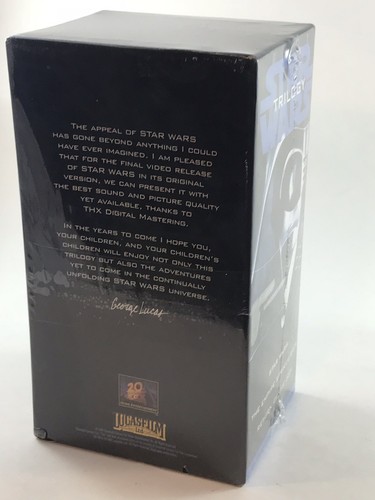 THE APPEAL OF STAR WARS
HAS GONE BEYOND ANYTHING I COULD
HAVE EVER IMAGINED. I AM PLEASED
THAT FOR THE FINAL VIDEO RELEASE
OF STAR WARS IN ITS ORIGINAL
VERSION, WE CAN PRESENT IT WITH
THE BEST SOUND AND PICTURE QUALITY
YET AVAILABLE, THANKS TO
THX DIGITAL MASTERING.
IN THE YEARS TO COME I HOPE YOU,
YOUR CHILDREN, AND YOUR CHILDREN'S
CHILDREN WILL ENJOY NOT ONLY THIS
TRILOGY BUT ALSO THE ADVENTURES
YET TO COME IN THE CONTINUALLY
UNFOLDING STAR WARS UNIVERSE.
George Lucas
20
LUCASFILM
LTD
TRILOGY